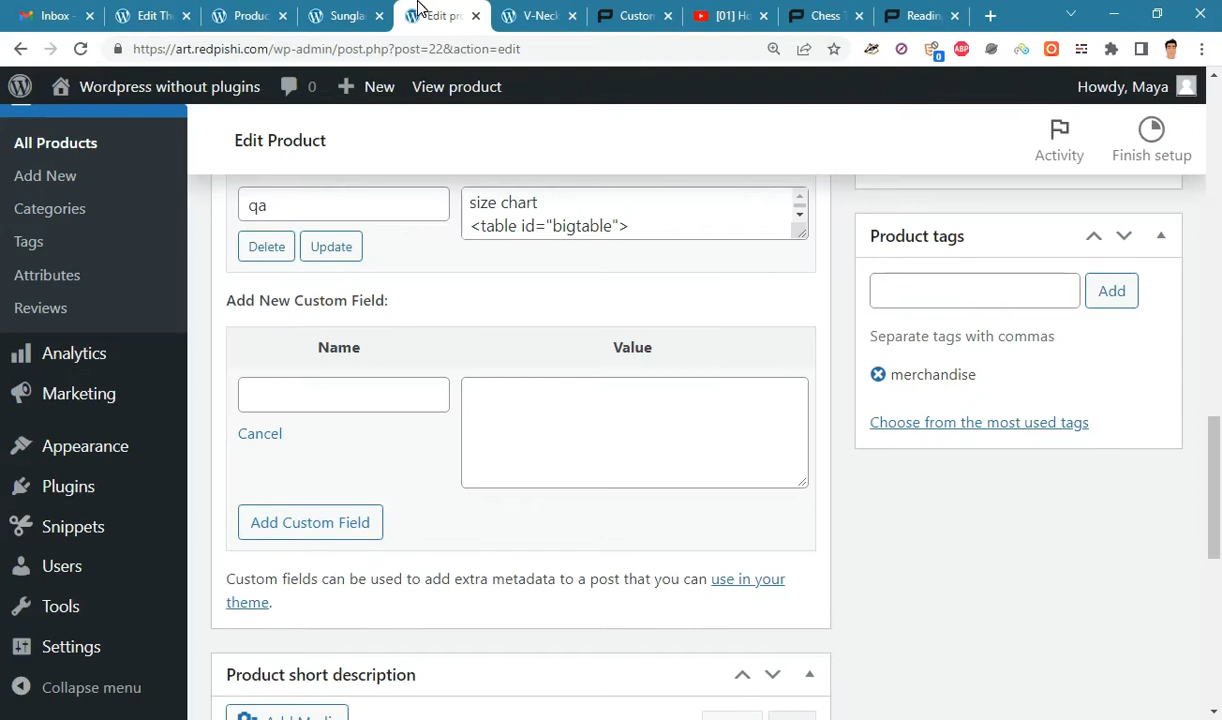 Inbox - Edit Th Produc Sungla Edit pro V-Neck Custom [01] Ho Chess T Reading
https://art.redpishi.com/wp-admin/post.php?post=22&action=edit
0
ABP
Wordpress without plugins 0 New View product Howdy, Maya
All Products
Add New
Categories
Tags
Attributes
Reviews
Analytics
Marketing
Appearance
Plugins
Snippets
Users
Tools
Settings
Collapse menu
Edit Product
Activity
Finish setup
qa
size chart
<table id="bigtable">
Delete Update
Add New Custom Field:
Name Value
Cancel
Add Custom Field
Custom fields can be used to add extra metadata to a post that you can use in your
theme.
Product short description
Product tags
Add
Separate tags with commas
merchandise
Choose from the most used tags